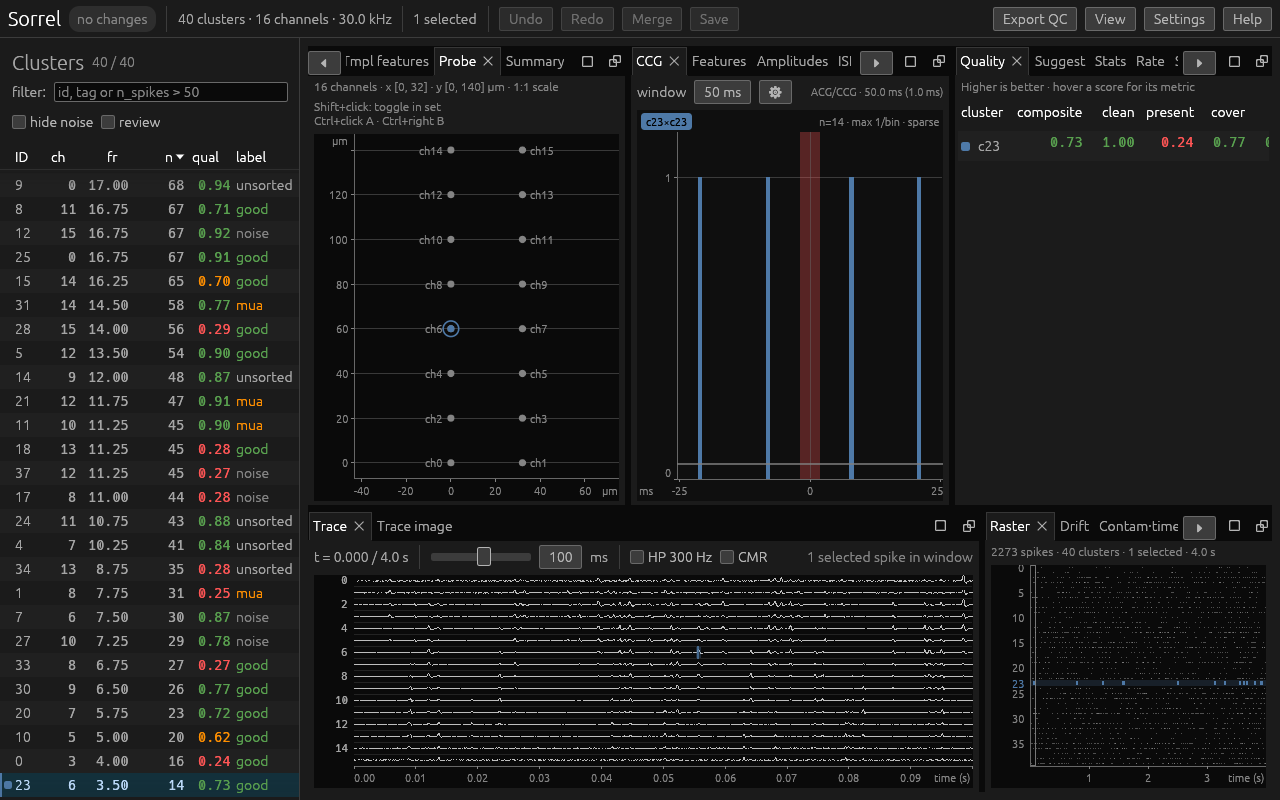 Sorrel no changes 40 clusters · 16 channels · 30.0 kHz 1 selected Undo Redo Merge Save Export QC View Settings Help
Clusters 40 / 40
filter: id, tag or n_spikes > 50
hide noise review
ID ch fr n qual label
9 0 17.00 68 0.94 unsorted
8 11 16.75 67 0.71 good
12 15 16.75 67 0.92 noise
25 0 16.75 67 0.91 good
15 14 16.25 65 0.70 good
31 14 14.50 58 0.77 mua
28 15 14.00 56 0.29 good
5 12 13.50 54 0.90 good
14 9 12.00 48 0.87 unsorted
21 12 11.75 47 0.91 mua
11 10 11.25 45 0.90 mua
18 13 11.25 45 0.28 good
37 12 11.25 45 0.27 noise
17 8 11.00 44 0.28 noise
24 11 10.75 43 0.88 unsorted
4 7 10.25 41 0.84 unsorted
34 13 8.75 35 0.28 unsorted
1 8 7.75 31 0.25 mua
7 6 7.50 30 0.87 noise
27 10 7.25 29 0.78 noise
33 8 6.75 27 0.27 good
30 9 6.50 26 0.77 good
20 7 5.75 23 0.72 good
10 5 5.00 20 0.62 good
0 3 4.00 16 0.24 good
23 6 3.50 14 0.73 good
Tmpl features Probe Summary
16 channels · x [0, 32] · y [0, 140] µm · 1:1 scale
Shift+click: toggle in set
Ctrl+click A · Ctrl+right B
µm
ch14 ch15
120 ch12 ch13
100 ch10 ch11
80 ch8 ch9
60 ch6 ch7
40 ch4 ch5
20 ch2 ch3
0 ch0 ch1
-40 -20 0 20 40 60 µm
CCG Features Amplitudes ISI
window 50 ms ACG/CCG · 50.0 ms (1.0 ms)
c23×c23 n=14 · max 1/bin · sparse
1
0
ms -25 0 25
Quality Suggest Stats Rate
Higher is better · hover a score for its metric
cluster composite clean present cover
c23 0.73 1.00 0.24 0.77
Trace Trace image
t = 0.000 / 4.0 s 100 ms HP 300 Hz CMR 1 selected spike in window
0
2
4
6
8
10
12
14
0.00 0.01 0.02 0.03 0.04 0.05 0.06 0.07 0.08 0.09 time (s)
Raster Drift Contam·time
2273 spikes · 40 clusters · 1 selected · 4.0 s
0
5
10
15
20
23
25
30
35
1 2 3 time (s)